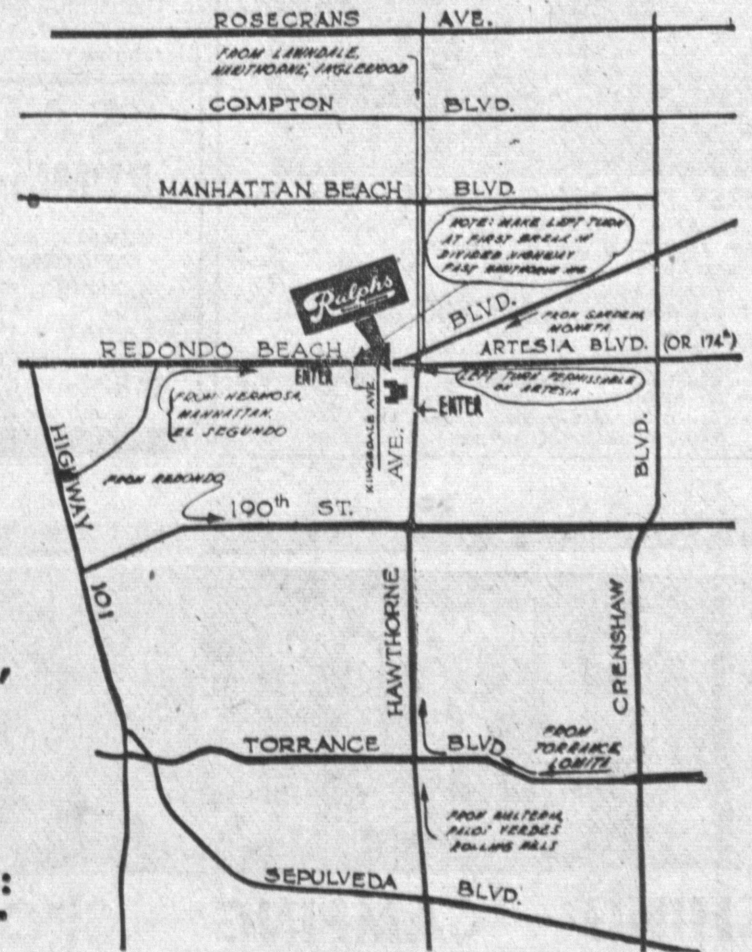 ROSECRANS AVE.
FROM LAWNDALE,
HAWTHORNE, INGLEWOOD
COMPTON BLVD.
MANHATTAN BEACH BLVD.
NOTE: MAKE LEFT TURN
AT FIRST BREAK IN
DIVIDED HIGHWAY
PAST HAWTHORNE AVE
Ralphs
BLVD.
FROM GARDENA,
MONETA
REDONDO BEACH
ARTESIA BLVD. (OR 174th)
ENTER
LEFT TURN PERMISSABLE
ON ARTESIA
FROM HERMOSA,
MANHATTAN,
EL SEGUNDO
KINGSDALE AVE.
ENTER
HIGHWAY 101
FROM REDONDO
190th ST.
HAWTHORNE AVE.
CRENSHAW BLVD.
TORRANCE BLVD
FROM
TORRANCE,
LOMITA
FROM WALTERIA,
PALOS VERDES
ROLLING HILLS
SEPULVEDA BLVD.